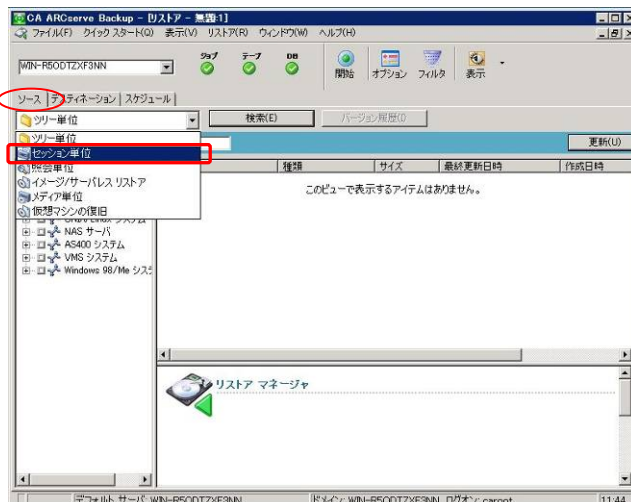 CA ARCserve Backup - [リストア - 無題:1]
ファイル(F) クイック スタート(Q) 表示(V) リストア(R) ウィンドウ(W) ヘルプ(H)
WIN-R5ODTZXF3NN
ジョブ テープ DB
開始 オプション フィルタ 表示
ソース デスティネーション スケジュール
ツリー単位 検索(E) バージョン履歴(I)
ツリー単位 更新(U)
セッション単位
照会単位 種類 サイズ 最終更新日時 作成日時
イメージ/サーバレス リストア このビューで表示するアイテムはありません。
メディア単位
仮想マシンの復旧
NAS サーバ
AS400 システム
VMS システム
Windows 98/Me シス
リストア マネージャ
デフォルト サーバ: WIN-R5ODTZXF3NN ドメイン: WIN-R5ODTZXF3NN, ログオン: caroot 11:44